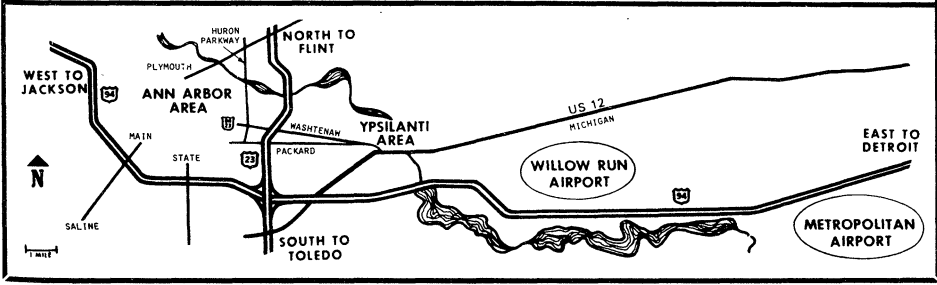 HURON
PARKWAY
NORTH TO
FLINT
PLYMOUTH
WEST TO
JACKSON
94
ANN ARBOR
AREA
US 12
MICHIGAN
WASHTENAW
YPSILANTI
AREA
MAIN
STATE
23
PACKARD
EAST TO
DETROIT
WILLOW RUN
AIRPORT
N
94
SALINE
SOUTH TO
TOLEDO
METROPOLITAN
AIRPORT
1 MILE